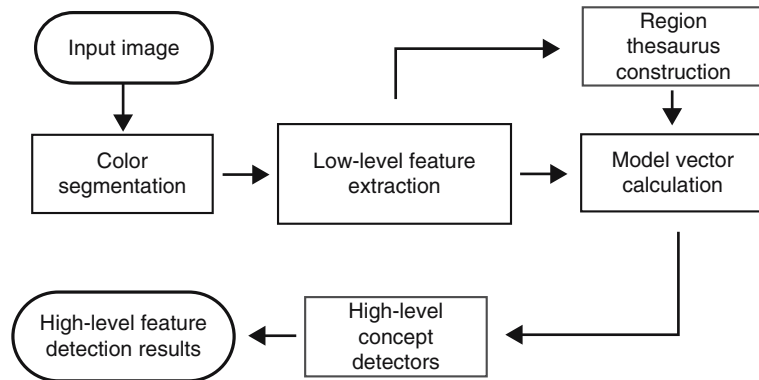 Input image
Region
thesaurus
construction
Color
segmentation
Low-level feature
extraction
Model vector
calculation
High-level feature
detection results
High-level
concept
detectors